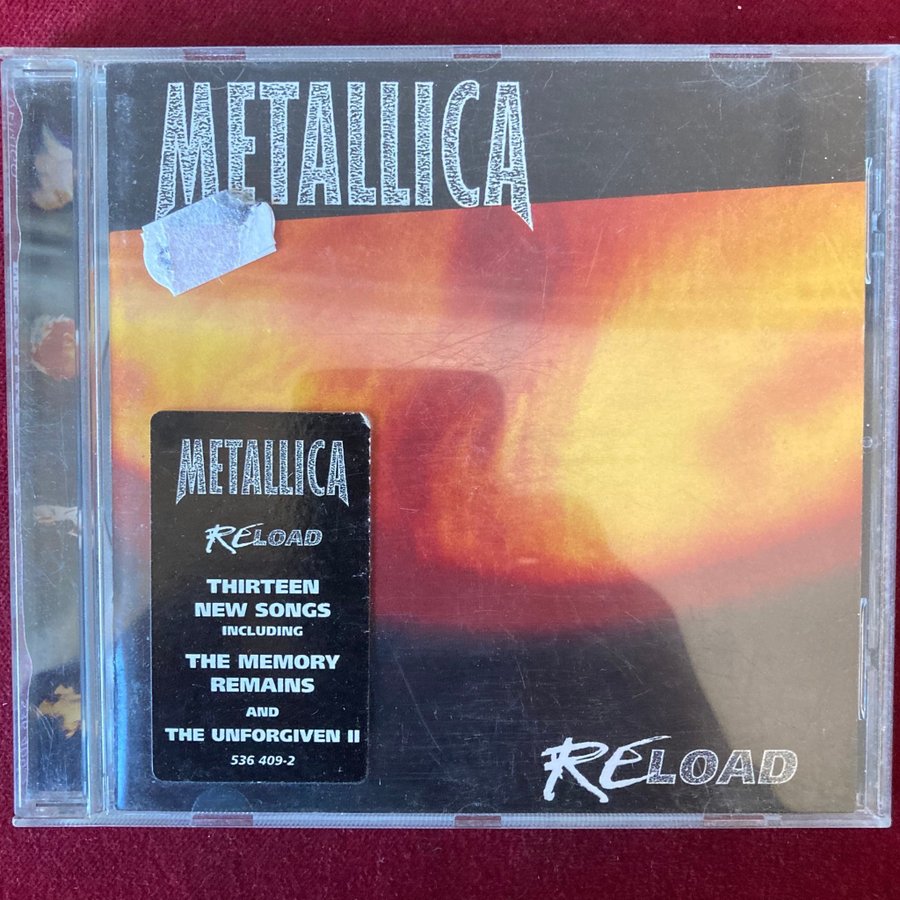 METALLICA
METALLICA
RELOAD
THIRTEEN
NEW SONGS
INCLUDING
THE MEMORY
REMAINS
AND
THE UNFORGIVEN II
536 409-2
RELOAD